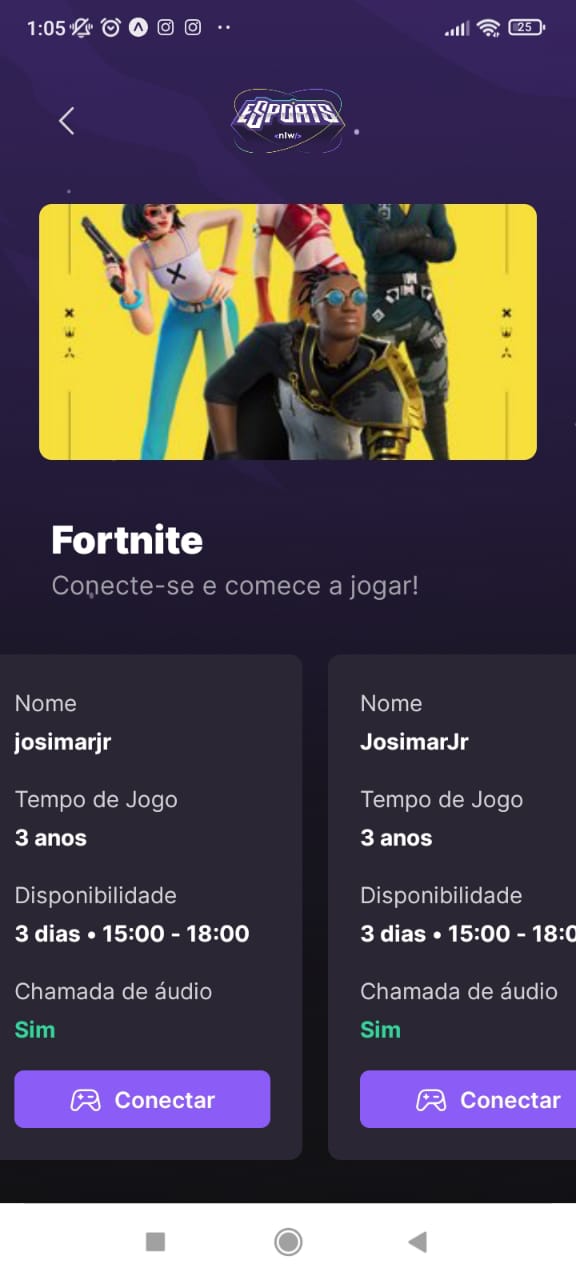 1:05
25
eSPORTS
<nlw/>
Fortnite
Conecte-se e comece a jogar!
Nome
josimarjr
Tempo de Jogo
3 anos
Disponibilidade
3 dias • 15:00 - 18:00
Chamada de áudio
Sim
Conectar
Nome
JosimarJr
Tempo de Jogo
3 anos
Disponibilidade
3 dias • 15:00 - 18:0
Chamada de áudio
Sim
Conectar